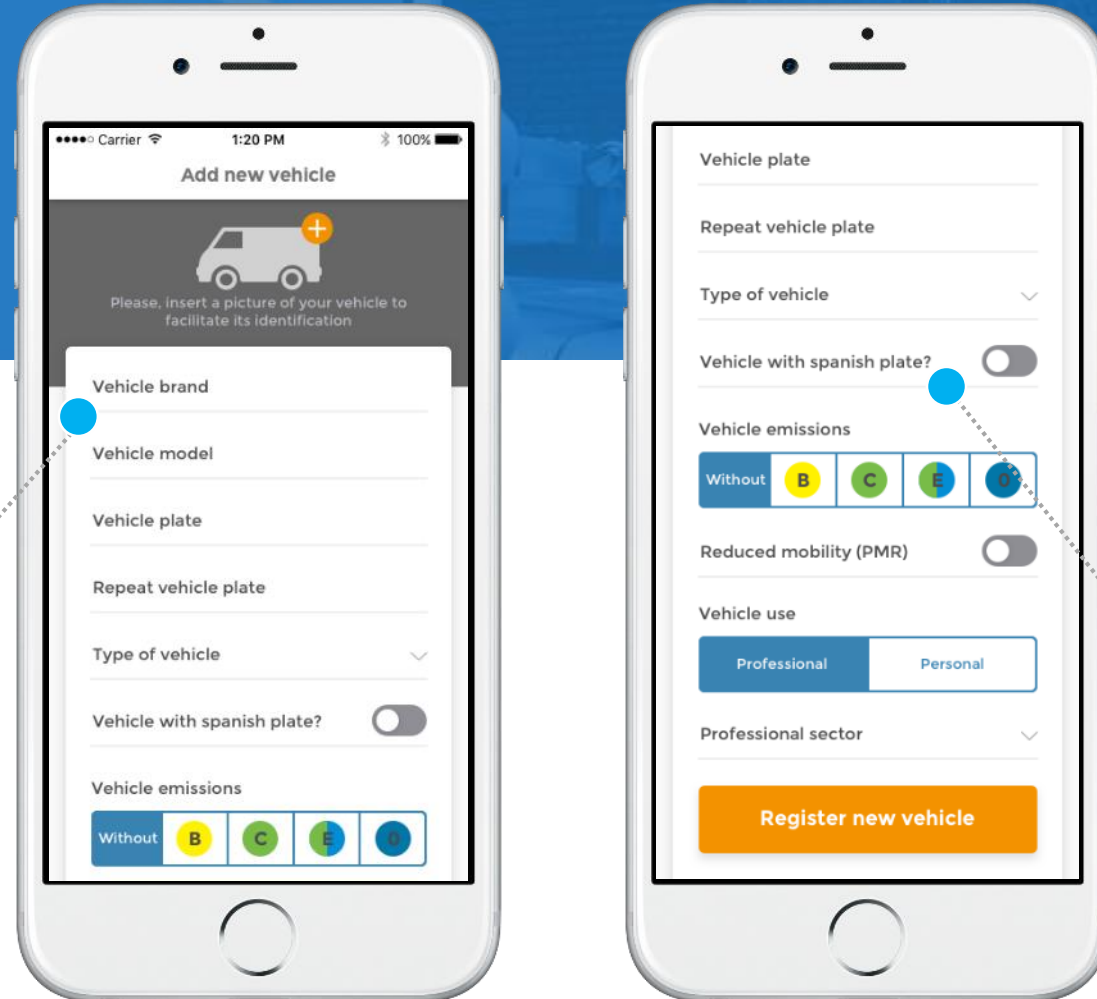 Carrier 1:20 PM 100%
Add new vehicle
Please, insert a picture of your vehicle to
facilitate its identification
Vehicle brand
Vehicle model
Vehicle plate
Repeat vehicle plate
Type of vehicle
Vehicle with spanish plate?
Vehicle emissions
Without B C E 0
Vehicle plate
Repeat vehicle plate
Type of vehicle
Vehicle with spanish plate?
Vehicle emissions
Without B C E 0
Reduced mobility (PMR)
Vehicle use
Professional Personal
Professional sector
Register new vehicle